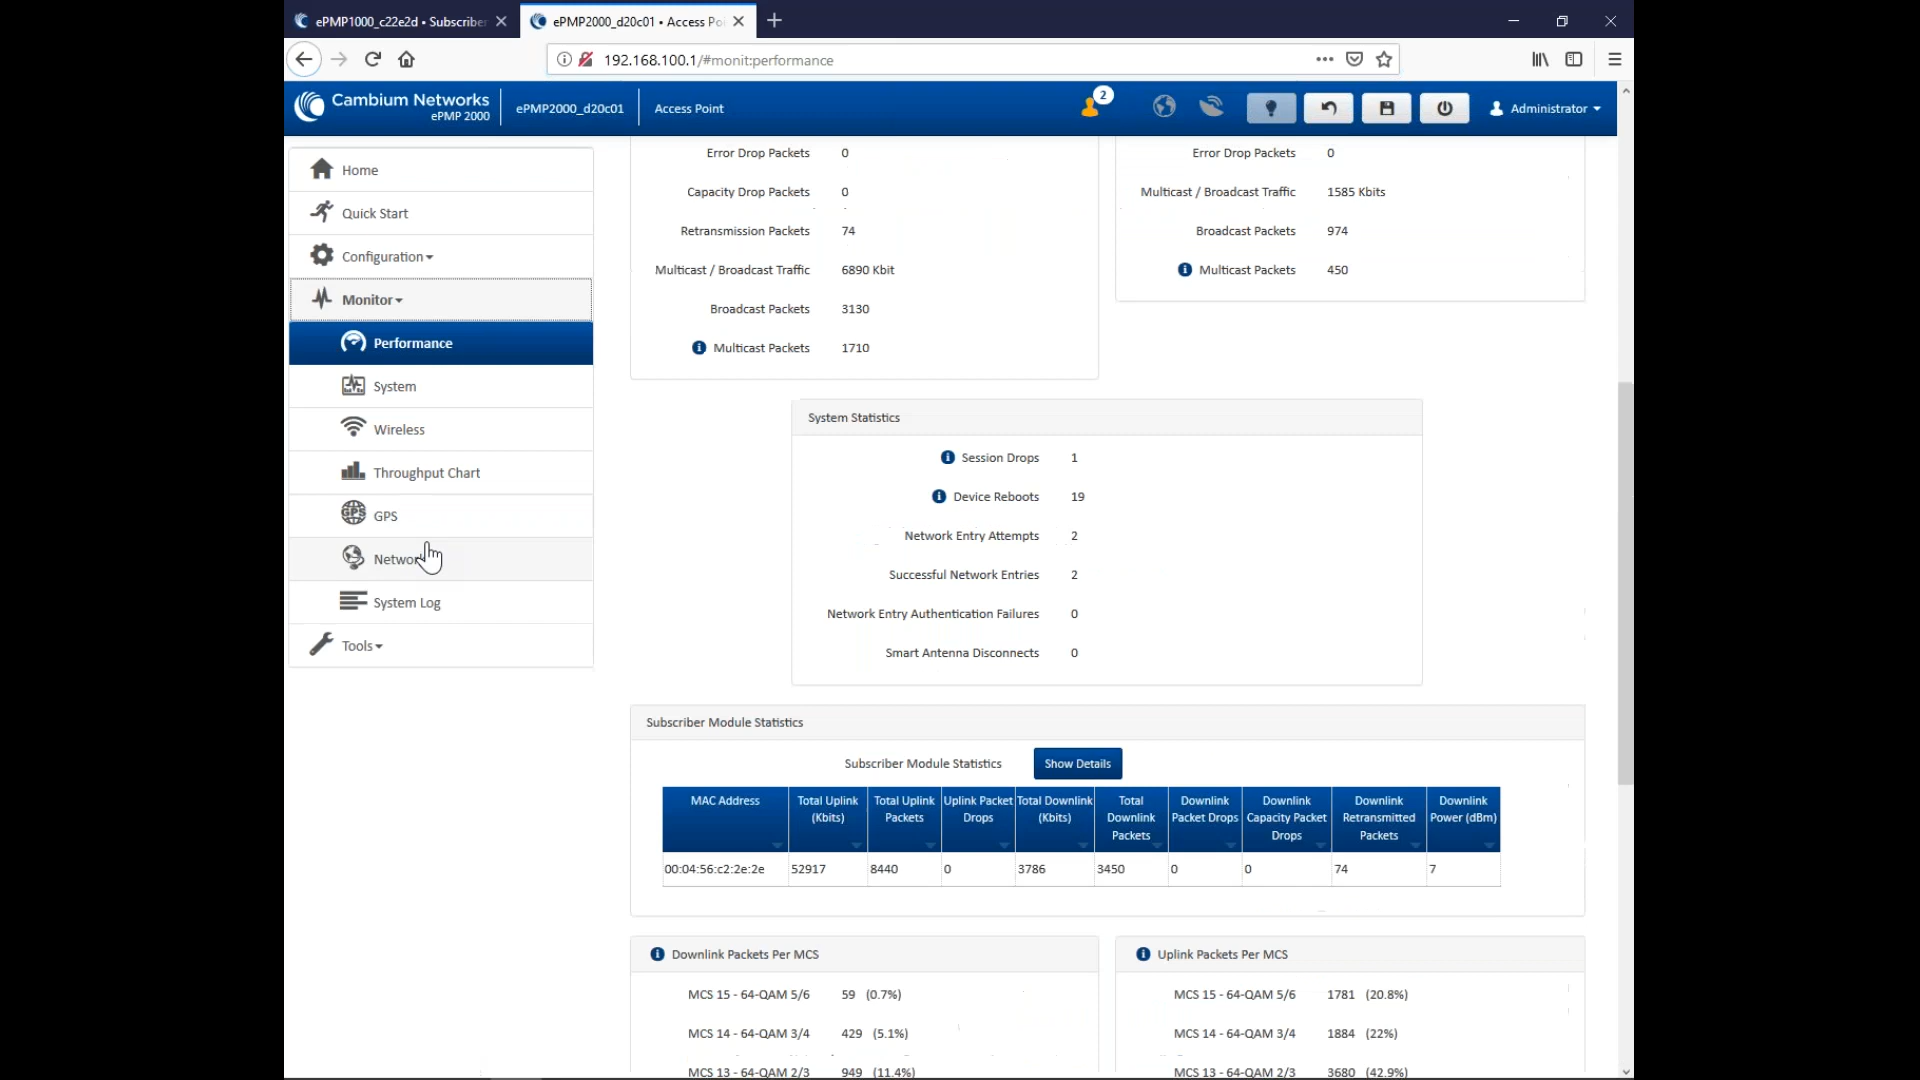 ePMP1000_c22e2d • Subscriber
ePMP2000_d20c01 • Access Po
192.168.100.1/#monit:performance
Cambium Networks
ePMP 2000
ePMP2000_d20c01
Access Point
2
Administrator
Home
Quick Start
Configuration
Monitor
Performance
System
Wireless
Throughput Chart
GPS
Networ
System Log
Tools
Error Drop Packets 0
Capacity Drop Packets 0
Retransmission Packets 74
Multicast / Broadcast Traffic 6890 Kbit
Broadcast Packets 3130
Multicast Packets 1710
Error Drop Packets 0
Multicast / Broadcast Traffic 1585 Kbits
Broadcast Packets 974
Multicast Packets 450
System Statistics
Session Drops 1
Device Reboots 19
Network Entry Attempts 2
Successful Network Entries 2
Network Entry Authentication Failures 0
Smart Antenna Disconnects 0
Subscriber Module Statistics
Subscriber Module Statistics Show Details
MAC Address Total Uplink (Kbits) Total Uplink Packets Uplink Packet Drops Total Downlink (Kbits) Total Downlink Packets Downlink Packet Drops Downlink Capacity Packet Drops Downlink Retransmitted Packets Downlink Power (dBm)
00:04:56:c2:2e:2e 52917 8440 0 3786 3450 0 0 74 7
Downlink Packets Per MCS
MCS 15 - 64-QAM 5/6 59 (0.7%)
MCS 14 - 64-QAM 3/4 429 (5.1%)
MCS 13 - 64-QAM 2/3 949 (11.4%)
Uplink Packets Per MCS
MCS 15 - 64-QAM 5/6 1781 (20.8%)
MCS 14 - 64-QAM 3/4 1884 (22%)
MCS 13 - 64-QAM 2/3 3680 (42.9%)